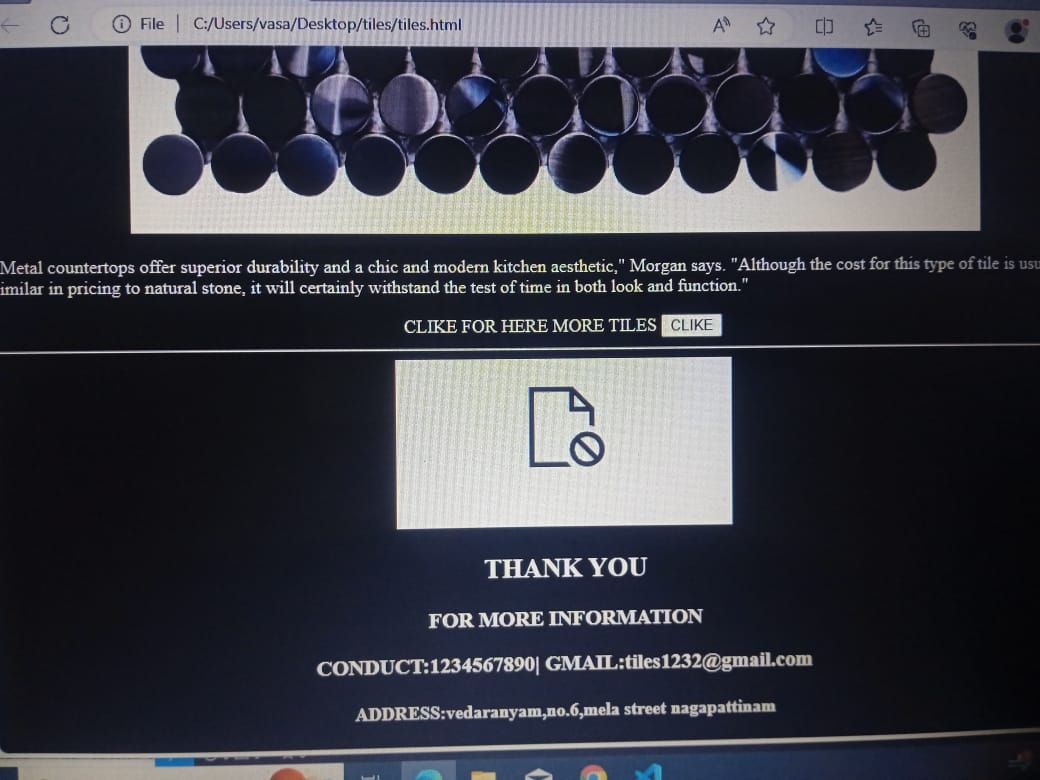 File | C:/Users/vasa/Desktop/tiles/tiles.html
Metal countertops offer superior durability and a chic and modern kitchen aesthetic," Morgan says. "Although the cost for this type of tile is usu
imilar in pricing to natural stone, it will certainly withstand the test of time in both look and function."
CLIKE FOR HERE MORE TILES CLIKE
THANK YOU
FOR MORE INFORMATION
CONDUCT:1234567890| GMAIL:tiles1232@gmail.com
ADDRESS:vedaranyam,no.6,mela street nagapattinam